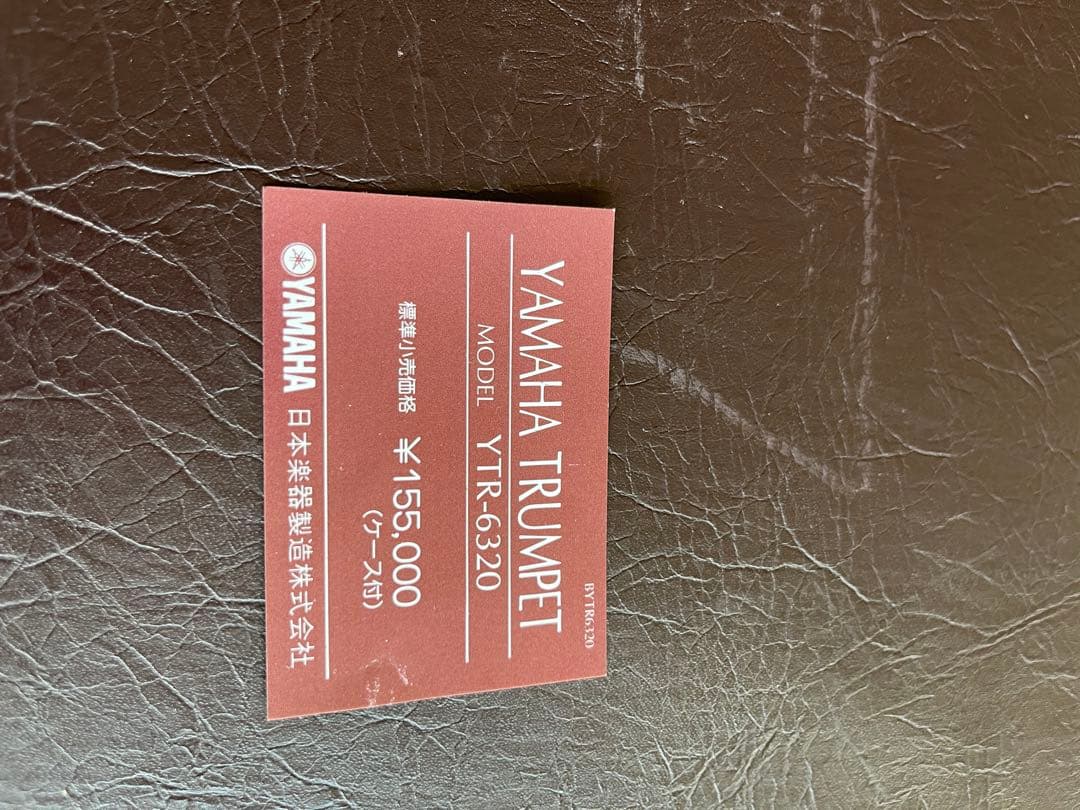 BYTR6320
YAMAHA TRUMPET
MODEL YTR-6320
標準小売価格 ¥155,000
(ケース付)
YAMAHA 日本楽器製造株式会社